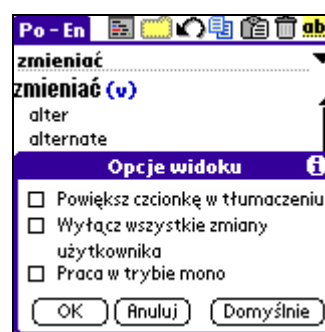 Po - En ab
zmieniać
zmieniać (v)
alter
alternate
Opcje widoku i
Powiększ czcionkę w tłumaczeniu
Wyłącz wszystkie zmiany
użytkownika
Praca w trybie mono
OK Anuluj Domyślnie